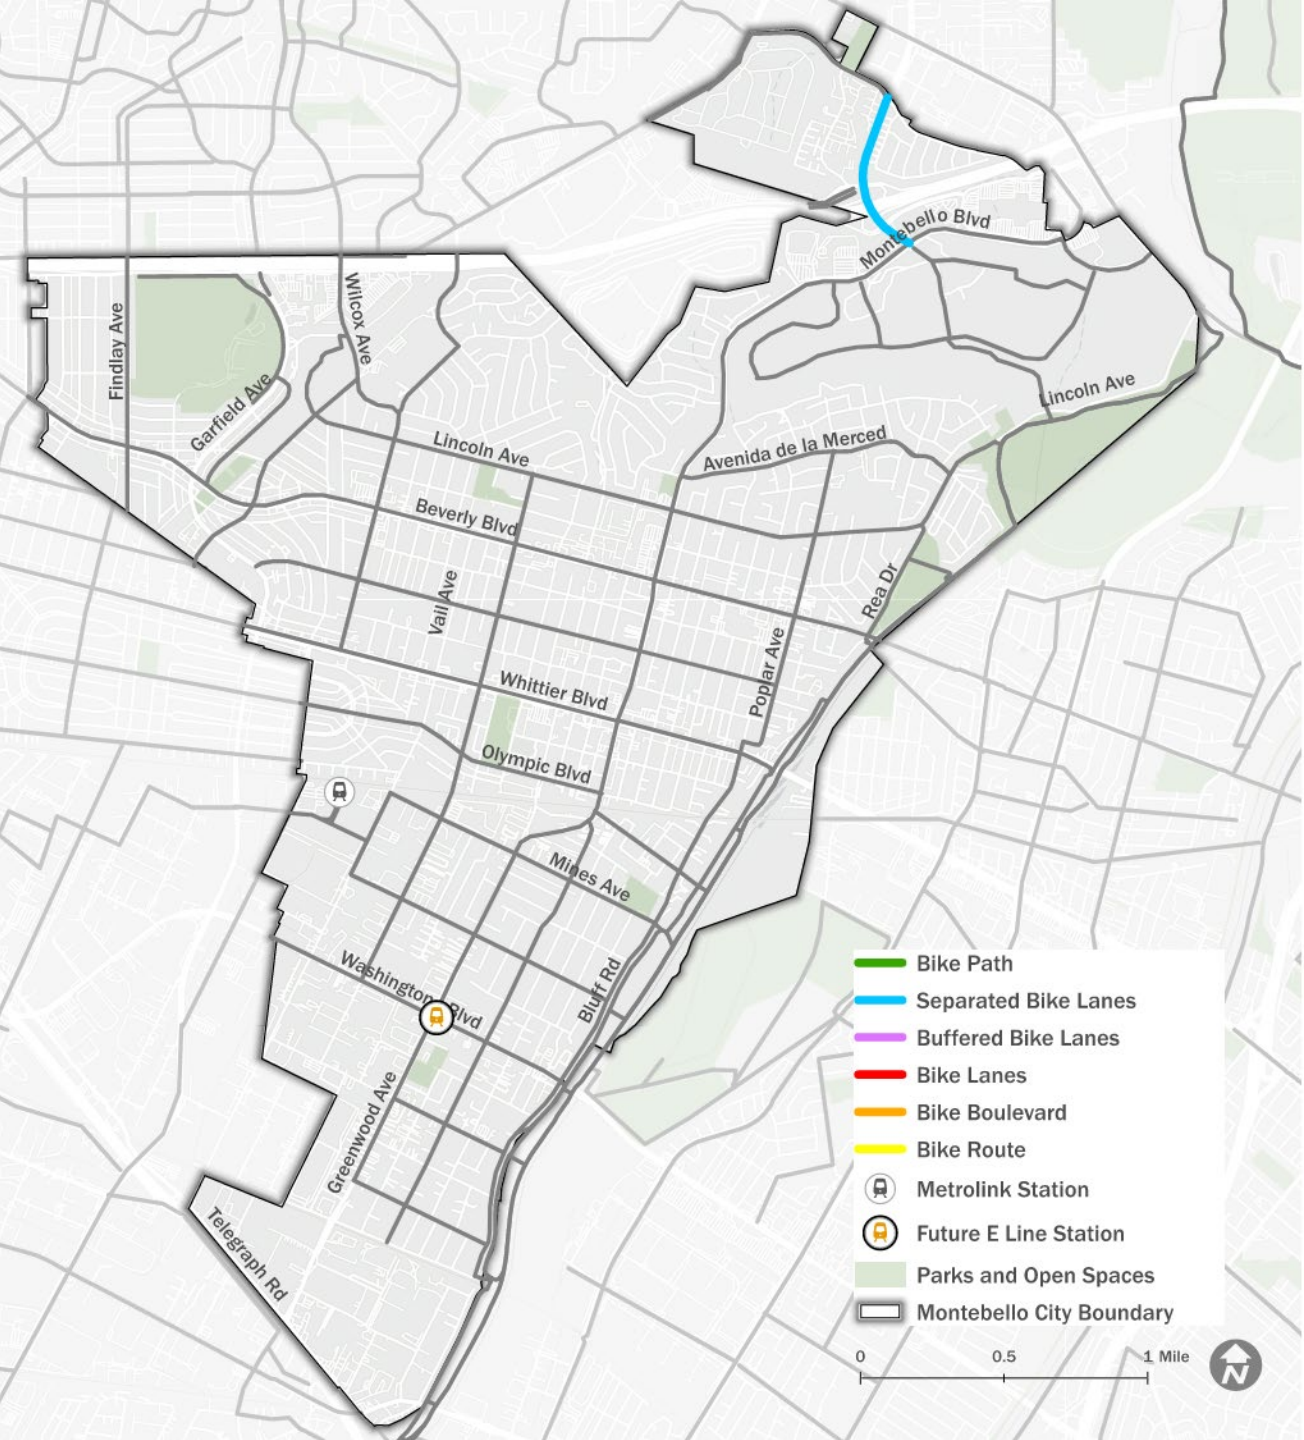 Montebello Blvd
Findlay Ave
Wilcox Ave
Garfield Ave
Lincoln Ave
Lincoln Ave
Avenida de la Merced
Beverly Blvd
Vail Ave
Rea Dr
Poplar Ave
Whittier Blvd
Olympic Blvd
Mines Ave
Washington Blvd
Bluff Rd
Greenwood Ave
Telegraph Rd
Bike Path
Separated Bike Lanes
Buffered Bike Lanes
Bike Lanes
Bike Boulevard
Bike Route
Metrolink Station
Future E Line Station
Parks and Open Spaces
Montebello City Boundary
0 0.5 1 Mile
N